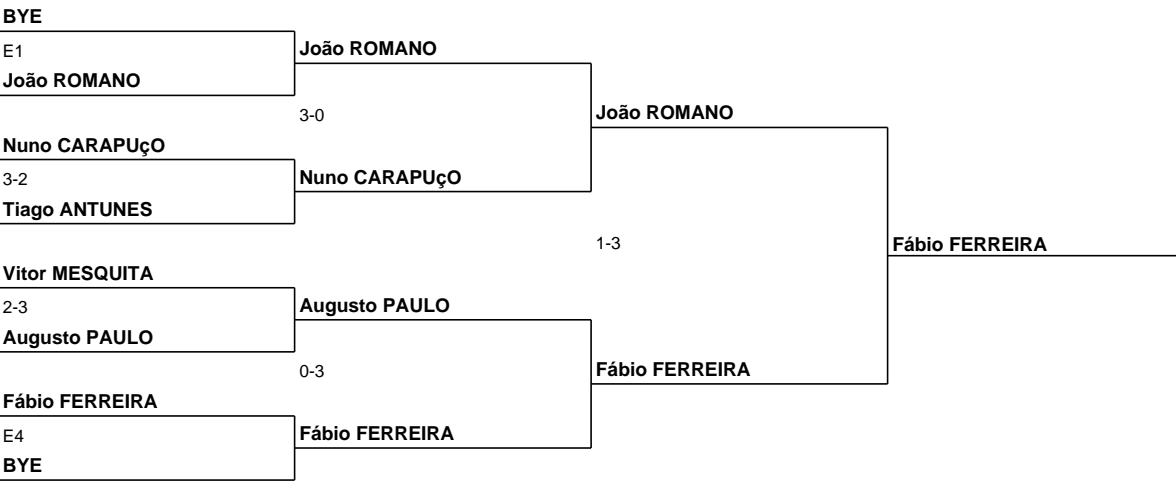 BYE
E1
João ROMANO
João ROMANO
3-0
João ROMANO
Nuno CARAPUçO
3-2
Nuno CARAPUçO
Tiago ANTUNES
1-3
Fábio FERREIRA
Vitor MESQUITA
2-3
Augusto PAULO
Augusto PAULO
0-3
Fábio FERREIRA
Fábio FERREIRA
E4
Fábio FERREIRA
BYE